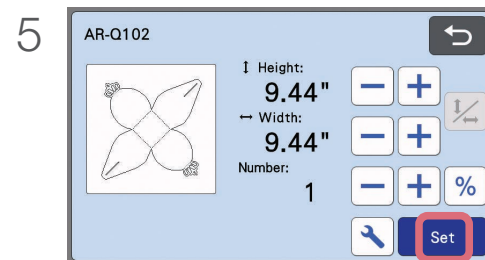 5
AR-Q102
↕ Height:
9.44"
↔ Width:
9.44"
Number:
1
%
Set